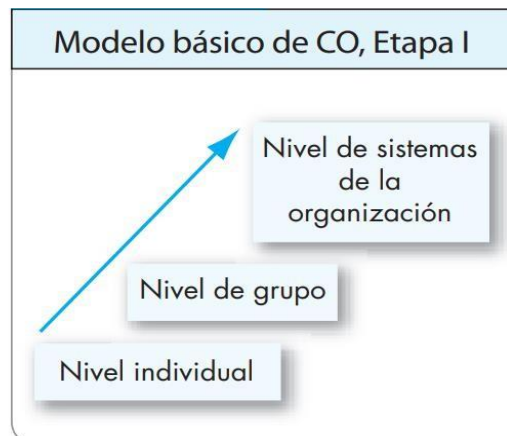 Modelo básico de CO, Etapa I
Nivel de sistemas
de la
organización
Nivel de grupo
Nivel individual